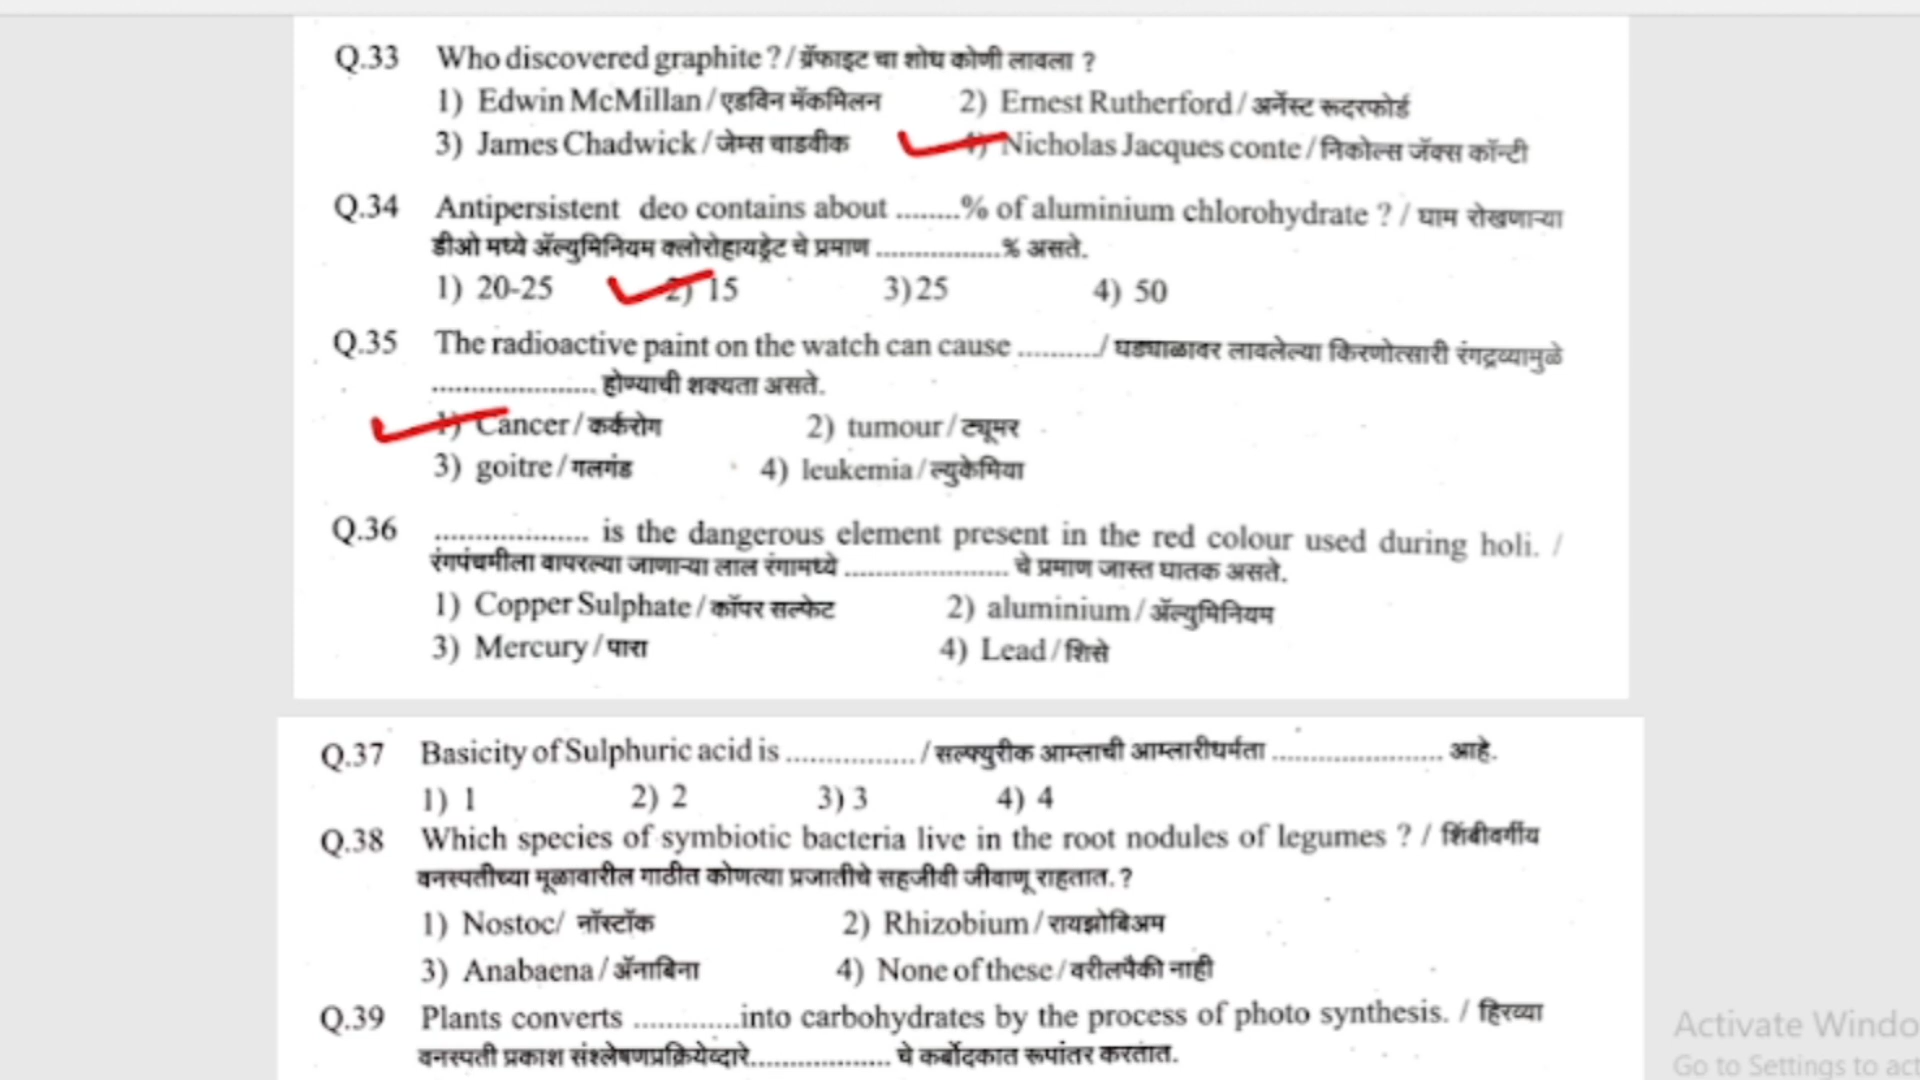 Q.33 Who discovered graphite ? / ग्रॅफाइट चा शोध कोणी लावला ?
1) Edwin McMillan / एडविन मॅकमिलन 2) Ernest Rutherford / अर्नेस्ट रूदरफोर्ड
3) James Chadwick / जेम्स चाडवीक 4) Nicholas Jacques conte / निकोल्स जॅक्स कॉन्टी
Q.34 Antipersistent deo contains about ........% of aluminium chlorohydrate ? / घाम रोखणाऱ्या
डीओ मध्ये ॲल्युमिनियम क्लोरोहायड्रेट चे प्रमाण ..................% असते.
1) 20-25 2) 15 3) 25 4) 50
Q.35 The radioactive paint on the watch can cause ........../ घड्याळावर लावलेल्या किरणोत्सारी रंगद्रव्यामुळे
........................ होण्याची शक्यता असते.
1) Cancer / कर्करोग 2) tumour / ट्यूमर
3) goitre / गलगंड 4) leukemia / ल्युकेमिया
Q.36 ...................... is the dangerous element present in the red colour used during holi. /
रंगपंचमीला वापरल्या जाणाऱ्या लाल रंगामध्ये ........................ चे प्रमाण जास्त घातक असते.
1) Copper Sulphate / कॉपर सल्फेट 2) aluminium / ॲल्युमिनियम
3) Mercury / पारा 4) Lead / शिसे
Q.37 Basicity of Sulphuric acid is ................ / सल्फ्युरीक आम्लाची आम्लारीधर्मता ........................ आहे.
1) 1 2) 2 3) 3 4) 4
Q.38 Which species of symbiotic bacteria live in the root nodules of legumes ? / शिंबीवर्गीय
वनस्पतीच्या मूळावारील गाठीत कोणत्या प्रजातीचे सहजीवी जीवाणू राहतात. ?
1) Nostoc/ नॉस्टॉक 2) Rhizobium / रायझोबिअम
3) Anabaena / ॲनाबिना 4) None of these / वरीलपैकी नाही
Q.39 Plants converts .............into carbohydrates by the process of photo synthesis. / हिरव्या
वनस्पती प्रकाश संश्लेषणप्रक्रियेव्दारे.................... चे कर्बोदकात रूपांतर करतात.
Activate Windo
Go to Settings to act